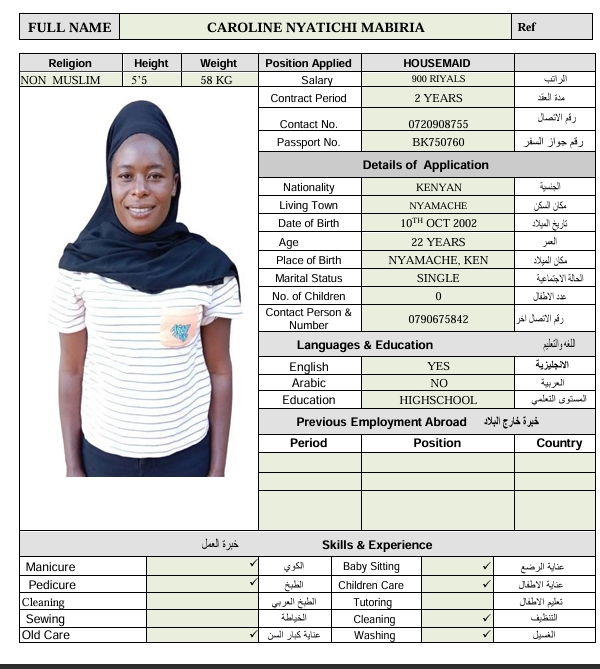 FULL NAME CAROLINE NYATICHI MABIRIA Ref
Religion Height Weight Position Applied HOUSEMAID
NON MUSLIM 5'5 58 KG Salary 900 RIYALS الراتب
Contract Period 2 YEARS مدة العقد
Contact No. 0720908755 رقم الاتصال
Passport No. BK750760 رقم جواز السفر
Details of Application
Nationality KENYAN الجنسية
Living Town NYAMACHE مكان السكن
Date of Birth 10TH OCT 2002 تاريخ الميلاد
Age 22 YEARS العمر
Place of Birth NYAMACHE, KEN مكان الميلاد
Marital Status SINGLE الحالة الاجتماعية
No. of Children 0 عدد الاطفال
Contact Person & Number 0790675842 رقم الاتصال اخر
Languages & Education اللغه والتعليم
English YES الانجليزية
Arabic NO العربية
Education HIGHSCHOOL المستوى التعلمي
Previous Employment Abroad خبرة خارج البلاد
Period Position Country
خبرة العمل Skills & Experience
Manicure ✓ الكوي Baby Sitting ✓ عناية الرضع
Pedicure ✓ الطبخ Children Care ✓ عناية الاطفال
Cleaning الطبخ العربي Tutoring تعليم الاطفال
Sewing الخياطة Cleaning ✓ التنظيف
Old Care ✓ عناية كبار السن Washing ✓ الغسيل